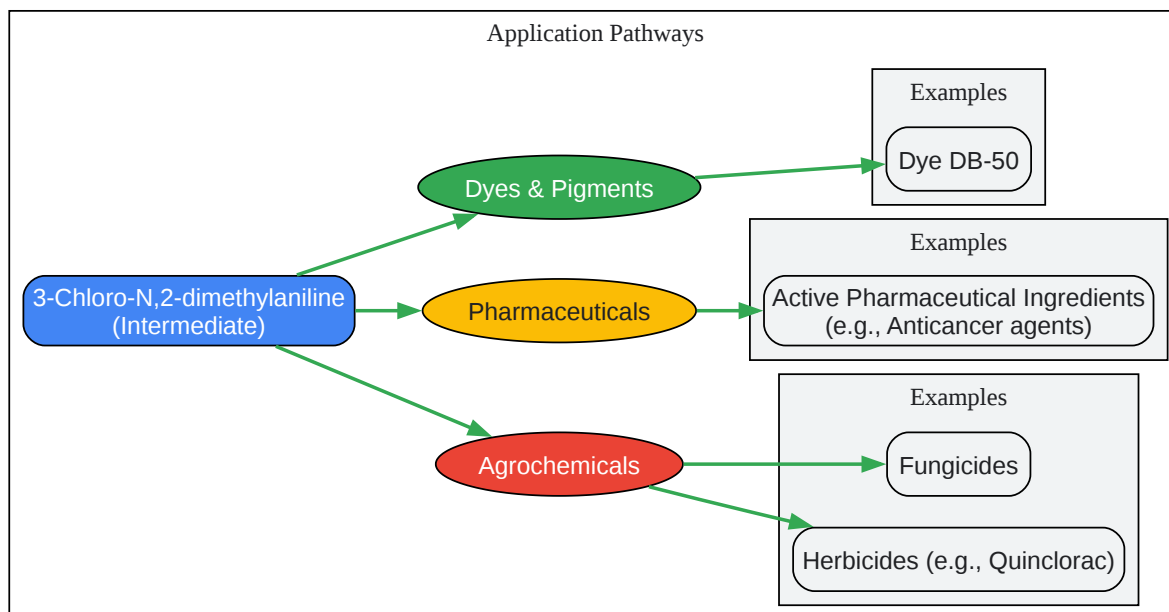 Application Pathways
Examples
Dye DB-50
Dyes & Pigments
Examples
3-Chloro-N,2-dimethylaniline
(Intermediate)
Pharmaceuticals
Active Pharmaceutical Ingredients
(e.g., Anticancer agents)
Examples
Agrochemicals
Fungicides
Herbicides (e.g., Quinclorac)